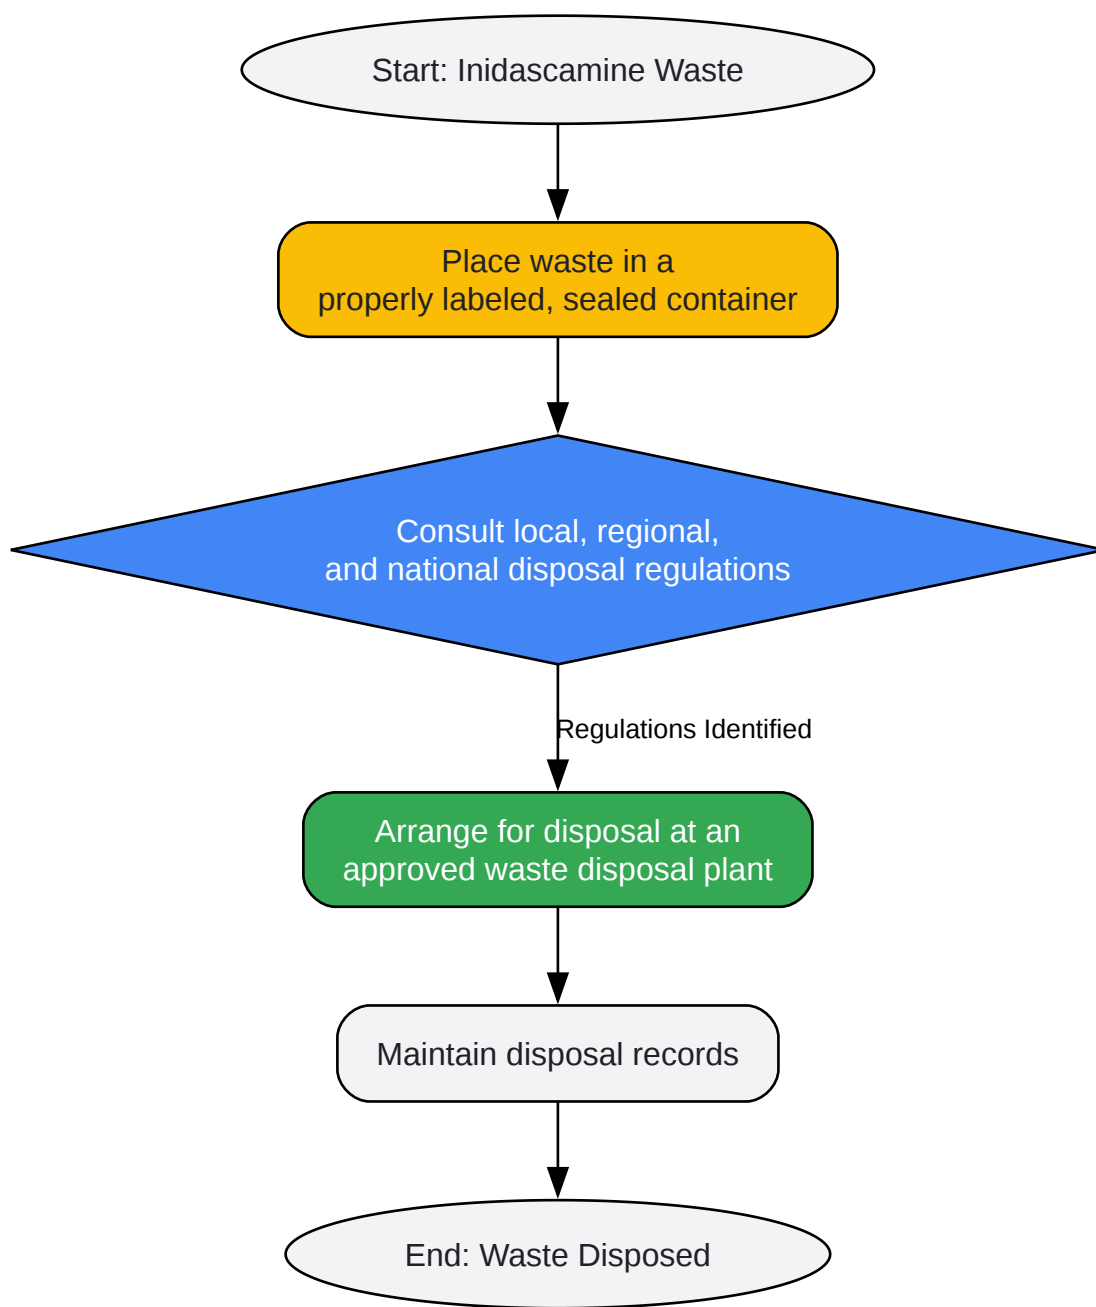 Start: Inidascamine Waste
Place waste in a
properly labeled, sealed container
Consult local, regional,
and national disposal regulations
Regulations Identified
Arrange for disposal at an
approved waste disposal plant
Maintain disposal records
End: Waste Disposed